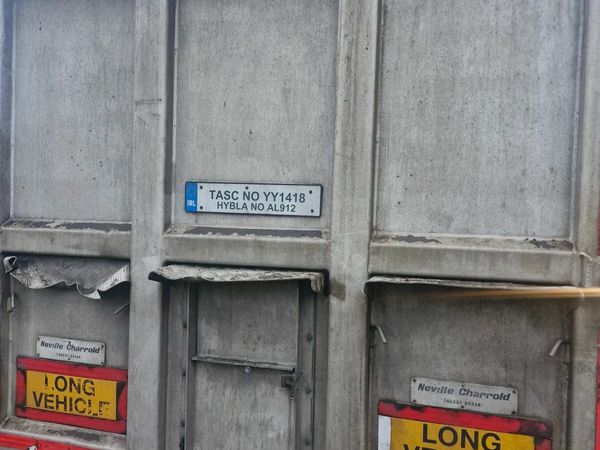 IRL
TASC NO YY1418
HYBLA NO AL912
Neville Charrold
LONG
VEHICLE
Neville Charrold
LONG